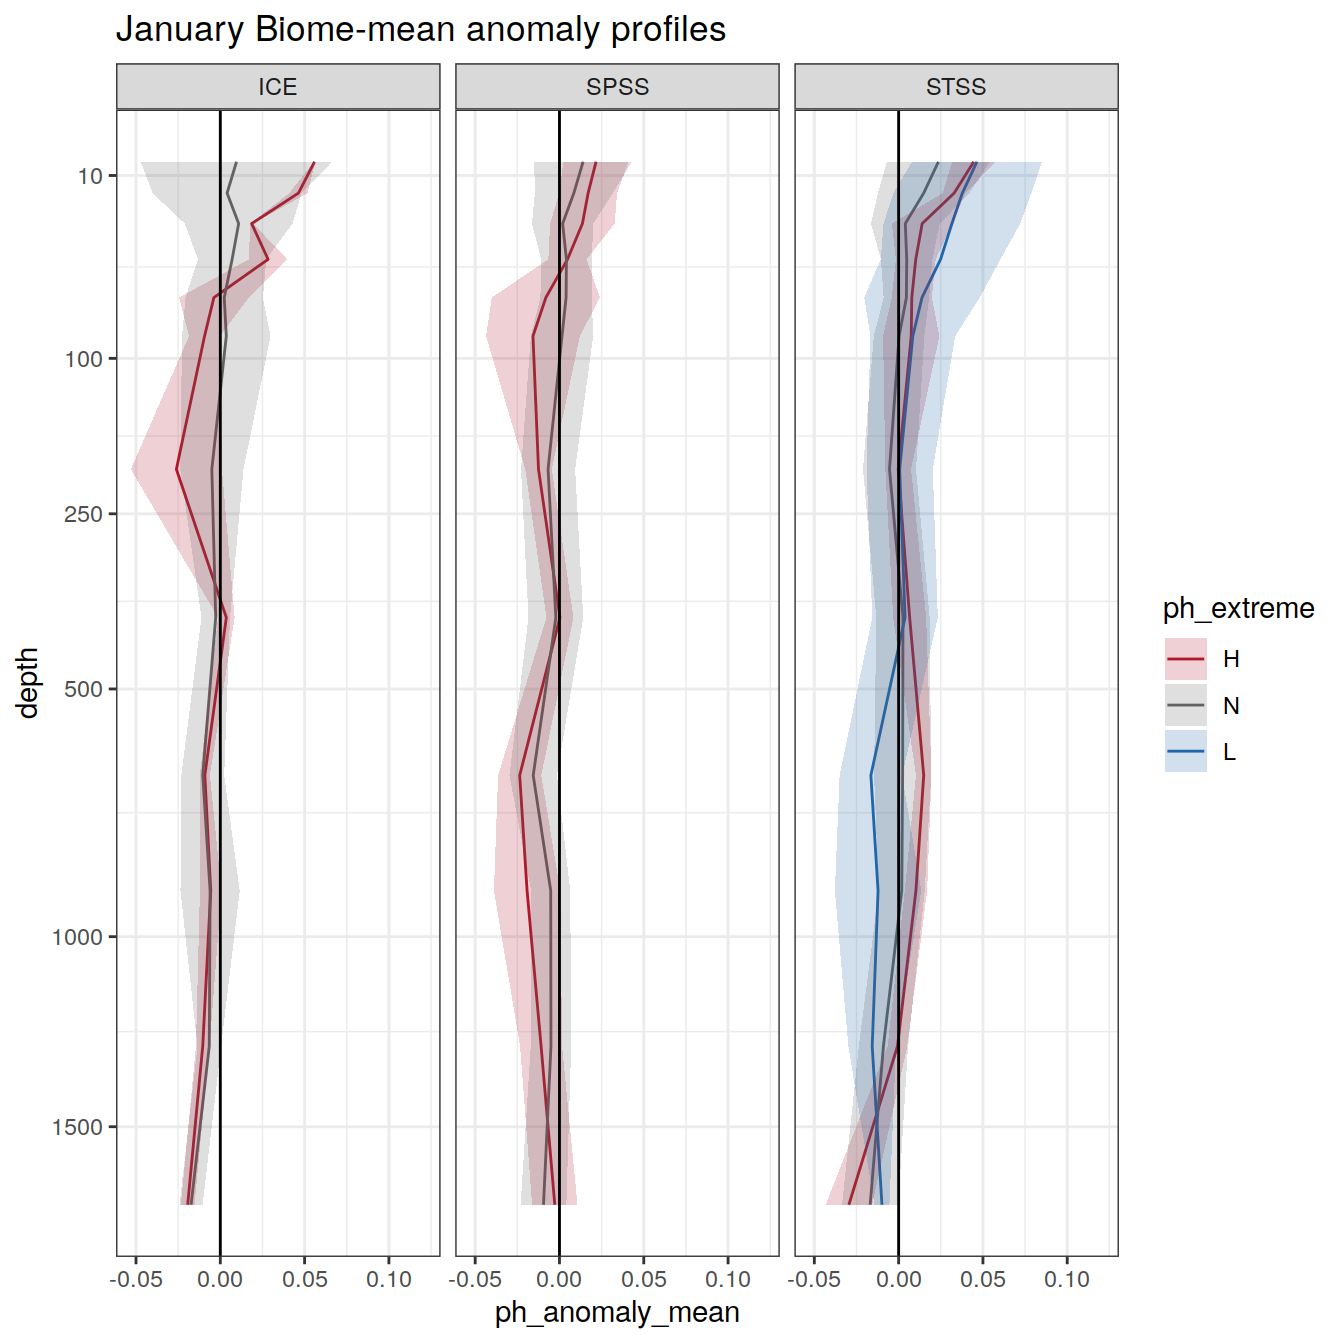 January Biome-mean anomaly profiles
ICE SPSS STSS
10
100
250
500
1000
1500
depth
-0.05 0.00 0.05 0.10 -0.05 0.00 0.05 0.10 -0.05 0.00 0.05 0.10
ph_anomaly_mean
ph_extreme
H
N
L